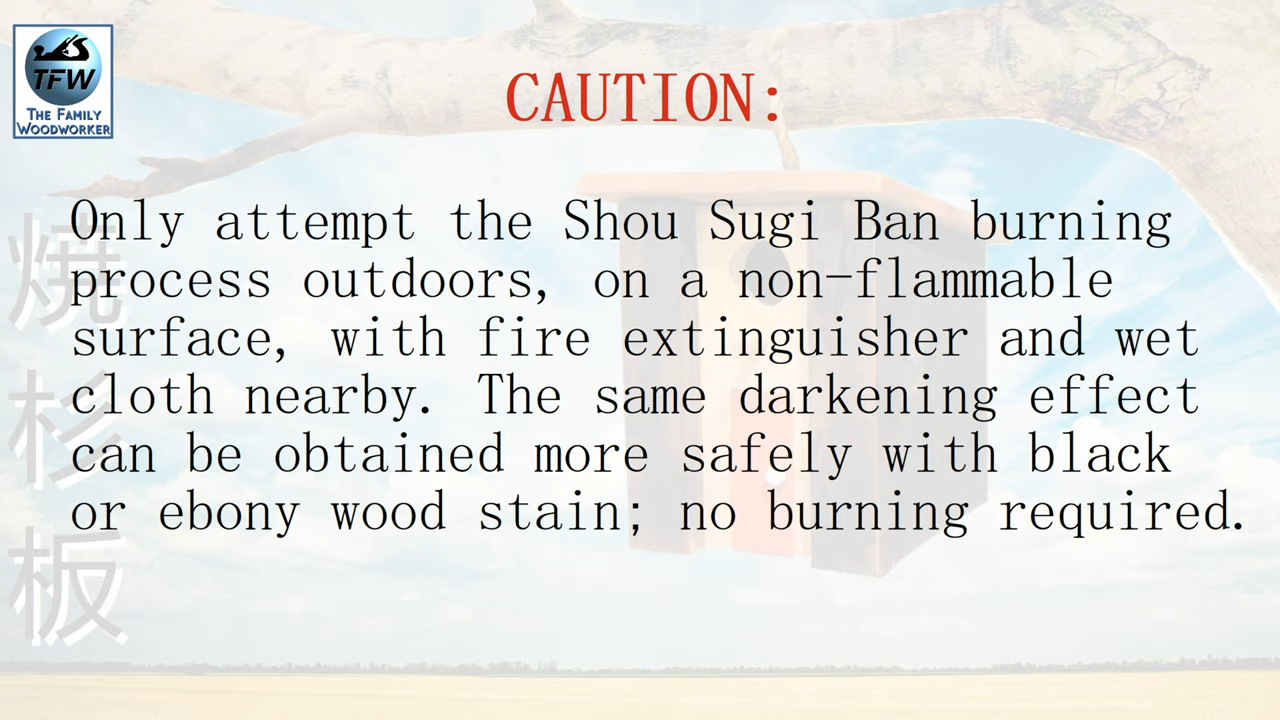 TFW
THE FAMILY
WOODWORKER
CAUTION:
Only attempt the Shou Sugi Ban burning
process outdoors, on a non-flammable
surface, with fire extinguisher and wet
cloth nearby. The same darkening effect
can be obtained more safely with black
or ebony wood stain; no burning required.
燒
杉
板